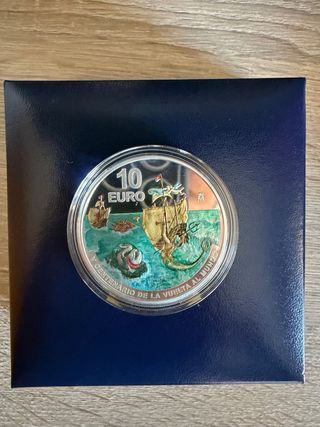 10
EURO
V CENTENARIO DE LA VUELTA AL MUNDO